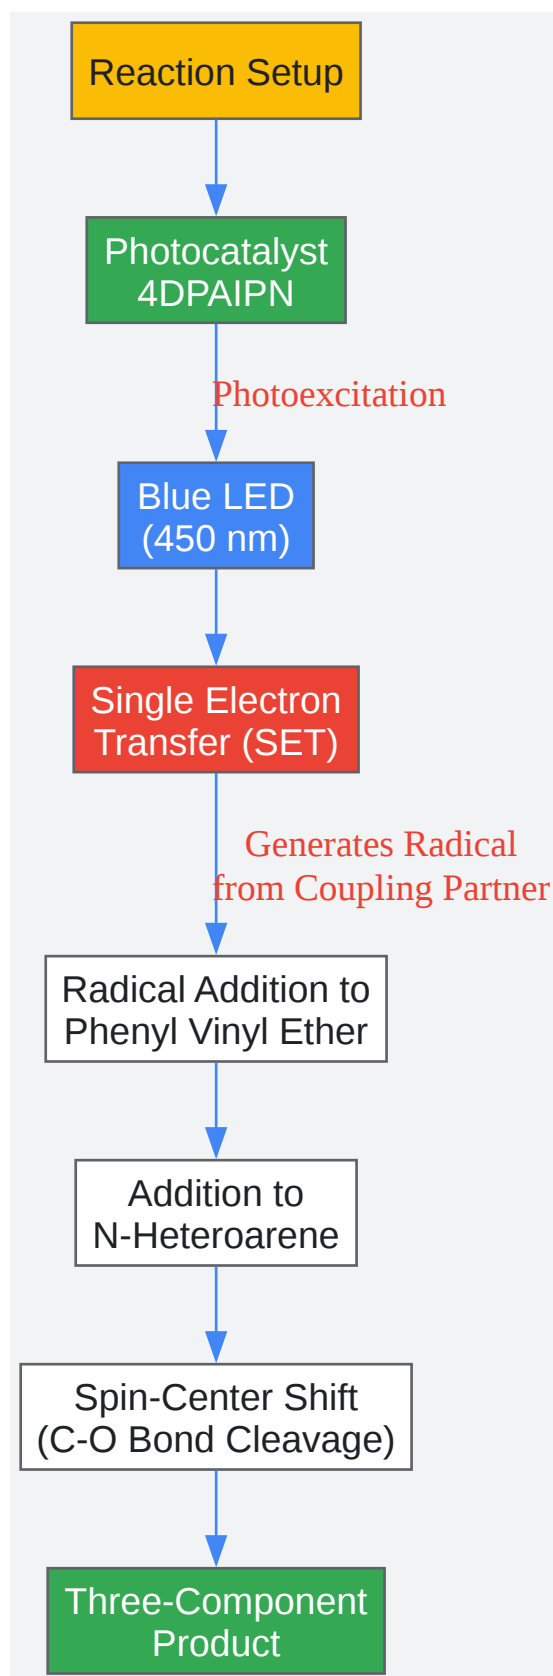 Reaction Setup
Photocatalyst
4DPAIPN
Photoexcitation
Blue LED
(450 nm)
Single Electron
Transfer (SET)
Generates Radical
from Coupling Partner
Radical Addition to
Phenyl Vinyl Ether
Addition to
N-Heteroarene
Spin-Center Shift
(C-O Bond Cleavage)
Three-Component
Product